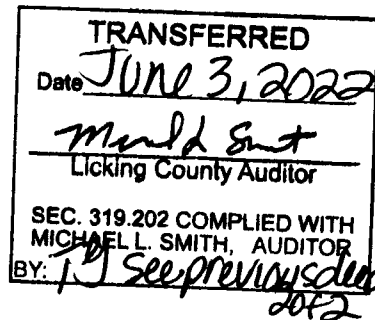 TRANSFERRED
Date June 3, 2022
Licking County Auditor
SEC. 319.202 COMPLIED WITH
MICHAEL L. SMITH, AUDITOR
BY: TJ See previous deed
2 of 2